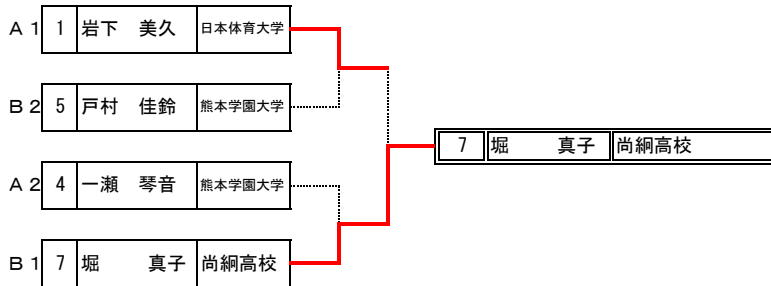 A1 1 岩下 美久 日本体育大学
B2 5 戸村 佳鈴 熊本学園大学
7 堀 真子 尚絅高校
A2 4 一瀬 琴音 熊本学園大学
B1 7 堀 真子 尚絅高校